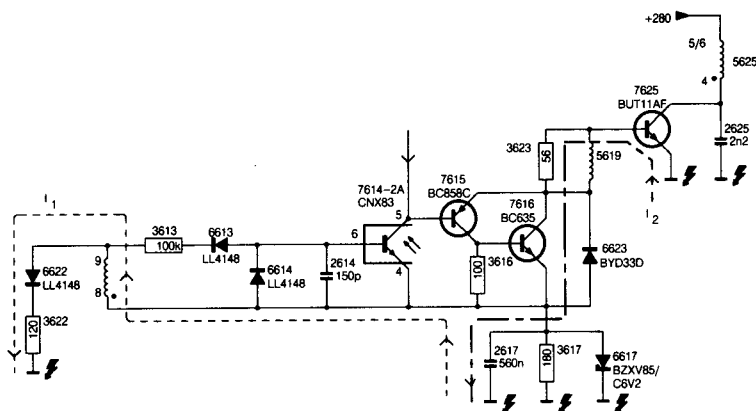 +280
5/6
5625
4
7625
BUT11AF
2625
2n2
3623
56
5619
7614-2A
CNX83
7615
BC858C
7616
BC635
I1
I2
5
6
4
3613
100k
6613
LL4148
9
8
6622
LL4148
6614
LL4148
2614
150p
100
3616
6623
BYD33D
120
3622
2617
560n
180
3617
6617
BZXV85/
C6V2